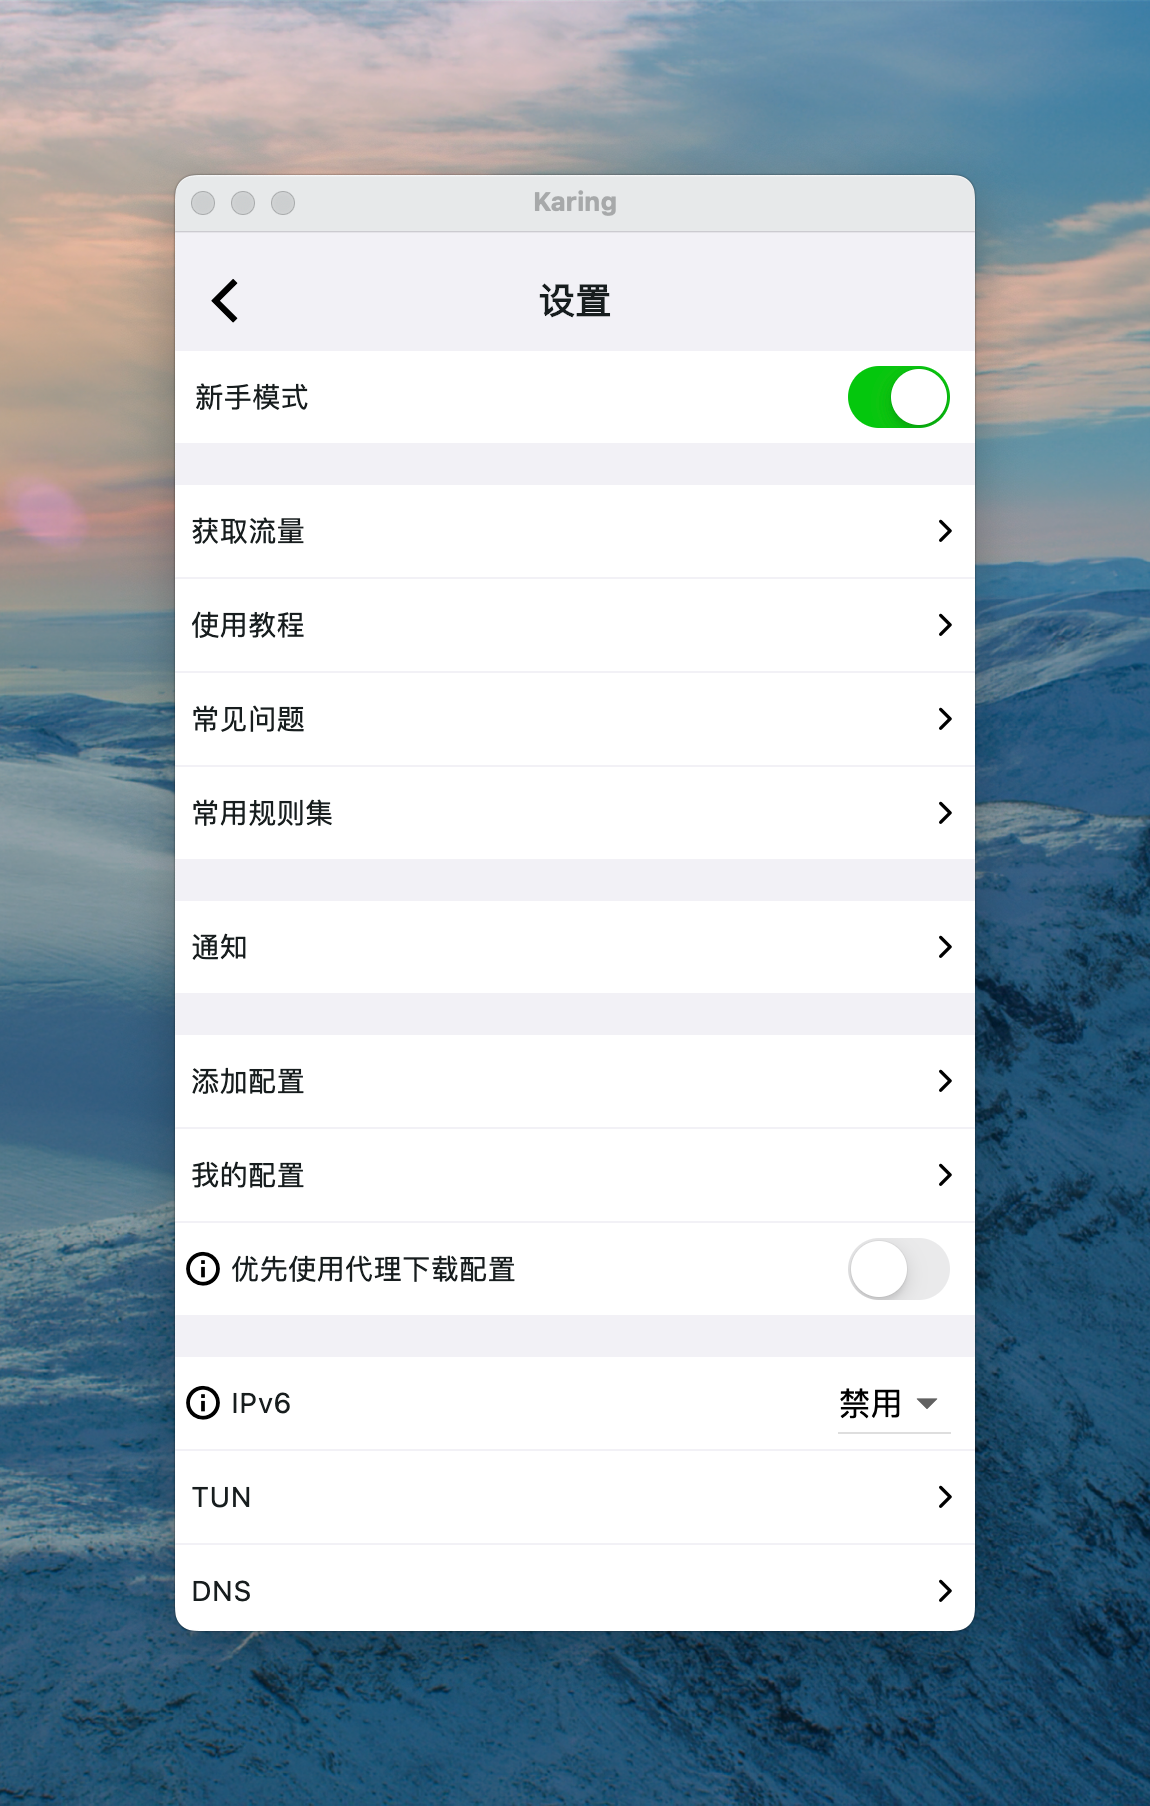 Karing
设置
新手模式
获取流量
使用教程
常见问题
常用规则集
通知
添加配置
我的配置
优先使用代理下载配置
IPv6 禁用
TUN
DNS